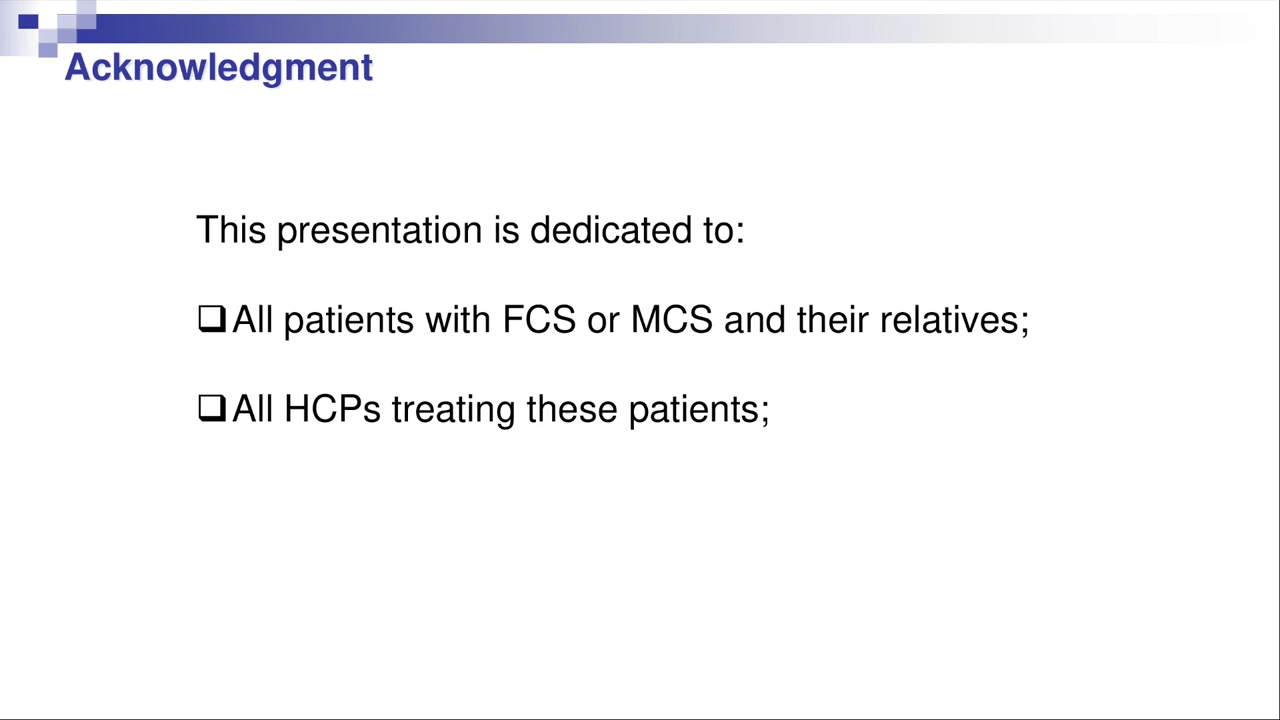 Acknowledgment
This presentation is dedicated to:
❑All patients with FCS or MCS and their relatives;
❑All HCPs treating these patients;